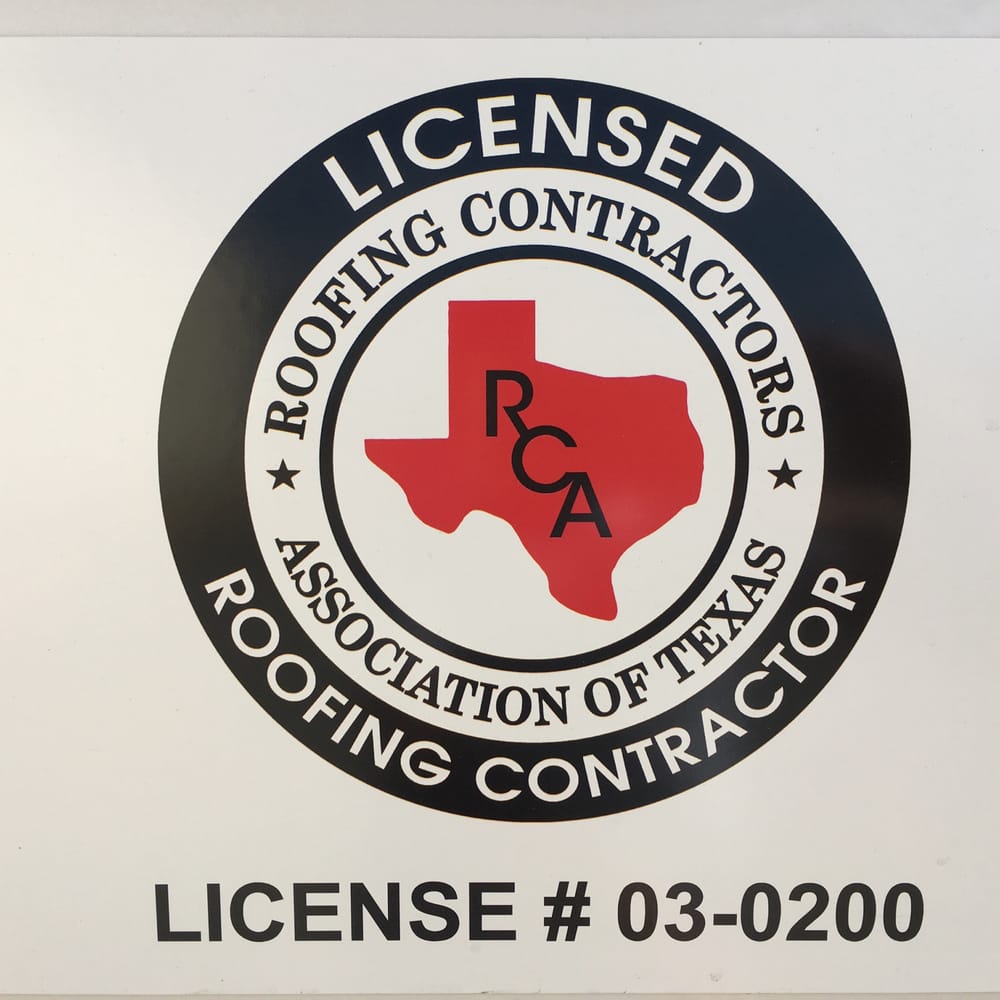 LICENSED
ROOFING CONTRACTORS
RCA
ASSOCIATION OF TEXAS
ROOFING CONTRACTOR
LICENSE # 03-0200